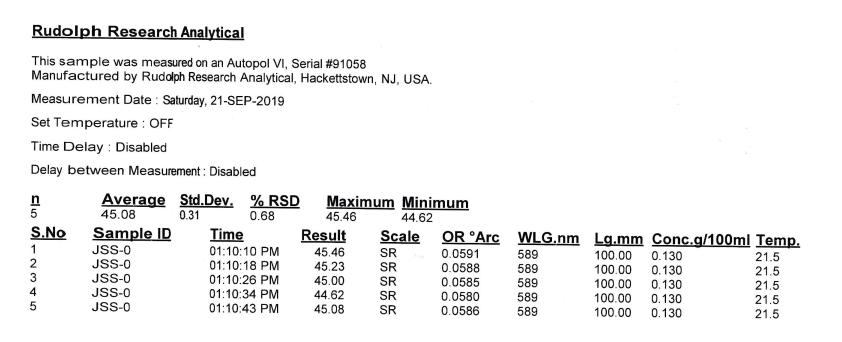 Rudolph Research Analytical
This sample was measured on an Autopol VI, Serial #91058
Manufactured by Rudolph Research Analytical, Hackettstown, NJ, USA.
Measurement Date : Saturday, 21-SEP-2019
Set Temperature : OFF
Time Delay : Disabled
Delay between Measurement : Disabled
n Average Std.Dev. % RSD Maximum Minimum
5 45.08 0.31 0.68 45.46 44.62
S.No Sample ID Time Result Scale OR °Arc WLG.nm Lg.mm Conc.g/100ml Temp.
1 JSS-0 01:10:10 PM 45.46 SR 0.0591 589 100.00 0.130 21.5
2 JSS-0 01:10:18 PM 45.23 SR 0.0588 589 100.00 0.130 21.5
3 JSS-0 01:10:26 PM 45.00 SR 0.0585 589 100.00 0.130 21.5
4 JSS-0 01:10:34 PM 44.62 SR 0.0580 589 100.00 0.130 21.5
5 JSS-0 01:10:43 PM 45.08 SR 0.0586 589 100.00 0.130 21.5